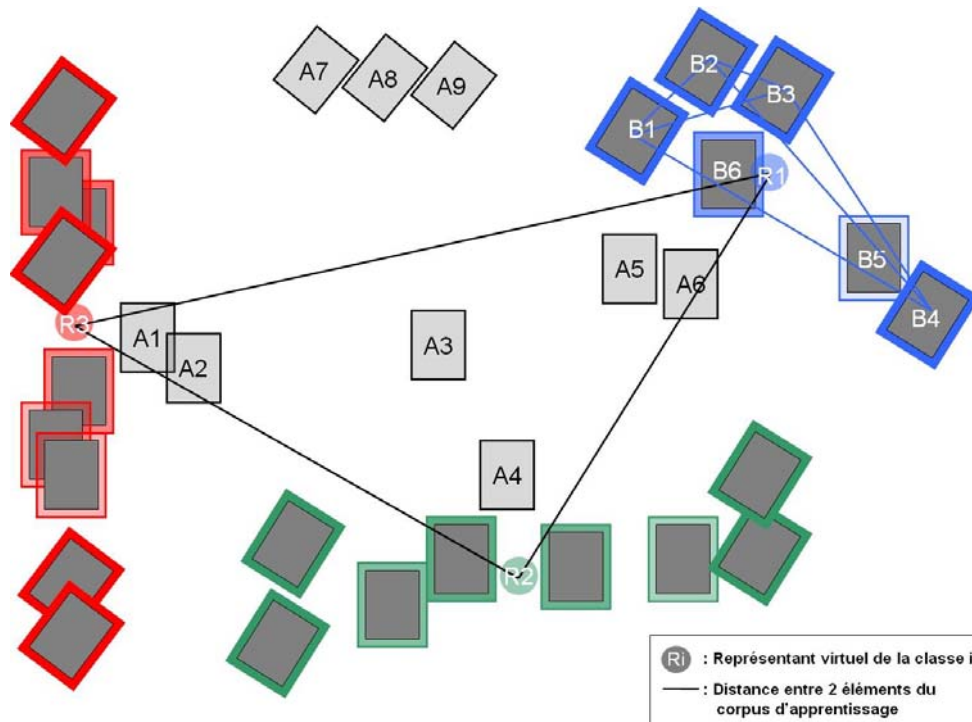 A7
A8
A9
B2
B3
B1
B6
R1
B5
B4
A5
A6
R3
A1
A2
A3
A4
R2
Ri : Représentant virtuel de la classe i
: Distance entre 2 éléments du
corpus d'apprentissage